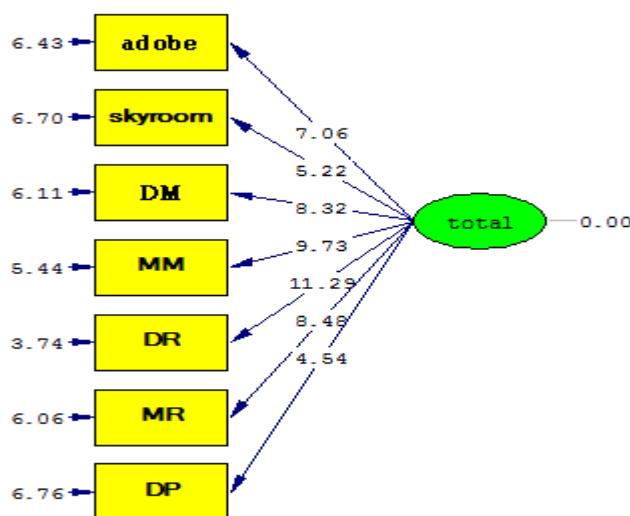 6.43 adobe
7.06
6.70 skyroom
5.22
6.11 DM
8.32
total 0.00
9.73
5.44 MM
11.29
8.48
3.74 DR
4.54
6.06 MR
6.76 DP